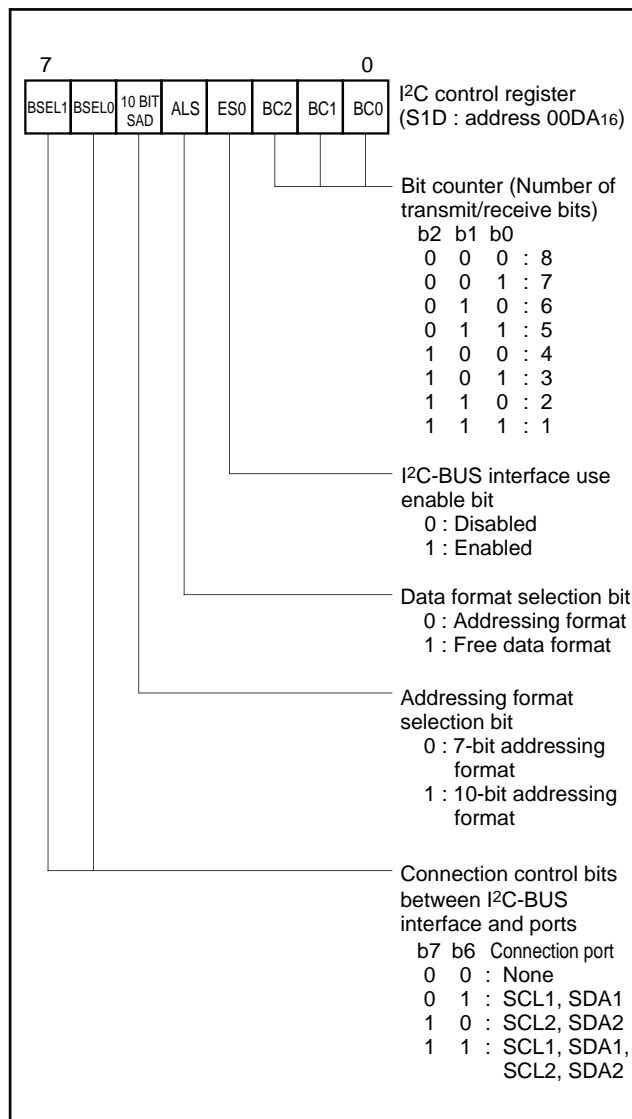 7 0
BSEL1 BSEL0 10 BIT SAD ALS ES0 BC2 BC1 BC0
I2C control register
(S1D : address 00DA16)
Bit counter (Number of
transmit/receive bits)
b2 b1 b0
0 0 0 : 8
0 0 1 : 7
0 1 0 : 6
0 1 1 : 5
1 0 0 : 4
1 0 1 : 3
1 1 0 : 2
1 1 1 : 1
I2C-BUS interface use
enable bit
0 : Disabled
1 : Enabled
Data format selection bit
0 : Addressing format
1 : Free data format
Addressing format
selection bit
0 : 7-bit addressing
format
1 : 10-bit addressing
format
Connection control bits
between I2C-BUS
interface and ports
b7 b6 Connection port
0 0 : None
0 1 : SCL1, SDA1
1 0 : SCL2, SDA2
1 1 : SCL1, SDA1,
SCL2, SDA2